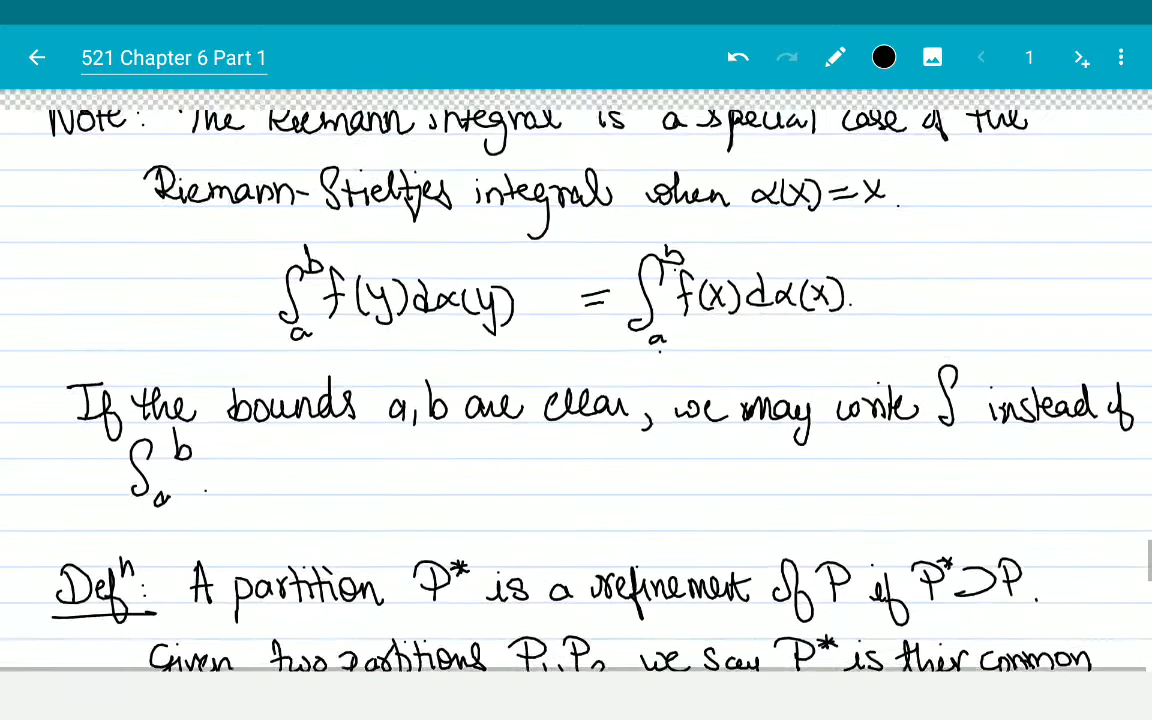 521 Chapter 6 Part 1
1
Note: The Riemann integral is a special case of the
Riemann-Stieltjes integral when α(x)=x.
∫_a^b f(y)dα(y) = ∫_a^b f(x)dα(x).
If the bounds a,b are clear, we may write ∫ instead of
∫_a^b.
Defⁿ: A partition P* is a refinement of P if P*⊃P.
Given two partitions P₁,P₂ we say P* is their common